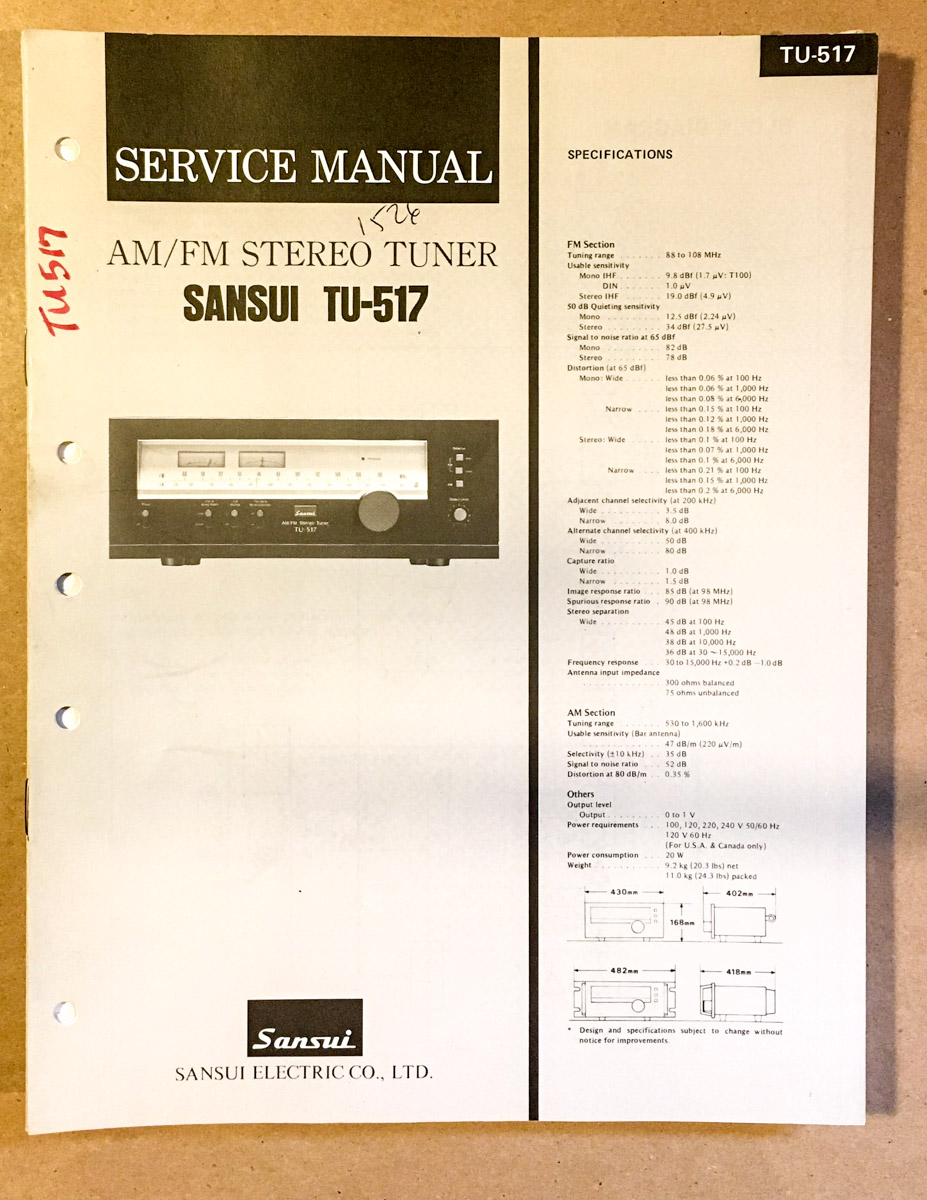 TU-517
SERVICE MANUAL
1526
AM/FM STEREO TUNER
SANSUI TU-517
TU517
Sansui
AM/FM Stereo Tuner
TU-517
Sansui
SANSUI ELECTRIC CO., LTD.
SPECIFICATIONS
FM Section
Tuning range . . . . . . . 88 to 108 MHz
Usable sensitivity
Mono IHF . . . . . . . . 9.8 dBf (1.7 μV: T100)
DIN . . . . . . . . 1.0 μV
Stereo IHF . . . . . . . 19.0 dBf (4.9 μV)
50 dB Quieting sensitivity
Mono . . . . . . . . . 12.5 dBf (2.24 μV)
Stereo . . . . . . . . . 34 dBf (27.5 μV)
Signal to noise ratio at 65 dBf
Mono . . . . . . . . . 82 dB
Stereo . . . . . . . . . 78 dB
Distortion (at 65 dBf)
Mono: Wide . . . . . . less than 0.06 % at 100 Hz
less than 0.06 % at 1,000 Hz
less than 0.08 % at 6,000 Hz
Narrow . . . . less than 0.15 % at 100 Hz
less than 0.12 % at 1,000 Hz
less than 0.18 % at 6,000 Hz
Stereo: Wide . . . . . . less than 0.1 % at 100 Hz
less than 0.07 % at 1,000 Hz
less than 0.1 % at 6,000 Hz
Narrow . . . less than 0.21 % at 100 Hz
less than 0.15 % at 1,000 Hz
less than 0.2 % at 6,000 Hz
Adjacent channel selectivity (at 200 kHz)
Wide . . . . . . . . . . 3.5 dB
Narrow . . . . . . . . . 8.0 dB
Alternate channel selectivity (at 400 kHz)
Wide . . . . . . . . . . 50 dB
Narrow . . . . . . . . . 80 dB
Capture ratio
Wide . . . . . . . . . . 1.0 dB
Narrow . . . . . . . . . 1.5 dB
Image response ratio . . . 85 dB (at 98 MHz)
Spurious response ratio . 90 dB (at 98 MHz)
Stereo separation
Wide . . . . . . . . . . 45 dB at 100 Hz
48 dB at 1,000 Hz
38 dB at 10,000 Hz
36 dB at 30 ~ 15,000 Hz
Frequency response . . . 30 to 15,000 Hz +0.2 dB −1.0 dB
Antenna input impedance
. . . . . . . . . . . . . 300 ohms balanced
75 ohms unbalanced
AM Section
Tuning range . . . . . . . 530 to 1,600 kHz
Usable sensitivity (Bar antenna)
. . . . . . . . . . . . . 47 dB/m (220 μV/m)
Selectivity (±10 kHz) . . 35 dB
Signal to noise ratio . . . 52 dB
Distortion at 80 dB/m . . 0.35 %
Others
Output level
Output . . . . . . . . . 0 to 1 V
Power requirements . . . 100, 120, 220, 240 V 50/60 Hz
120 V 60 Hz
(For U.S.A. & Canada only)
Power consumption . . . 20 W
Weight . . . . . . . . . . 9.2 kg (20.3 lbs) net
11.0 kg (24.3 lbs) packed
430mm
402mm
168mm
482mm
418mm
* Design and specifications subject to change without
notice for improvements.